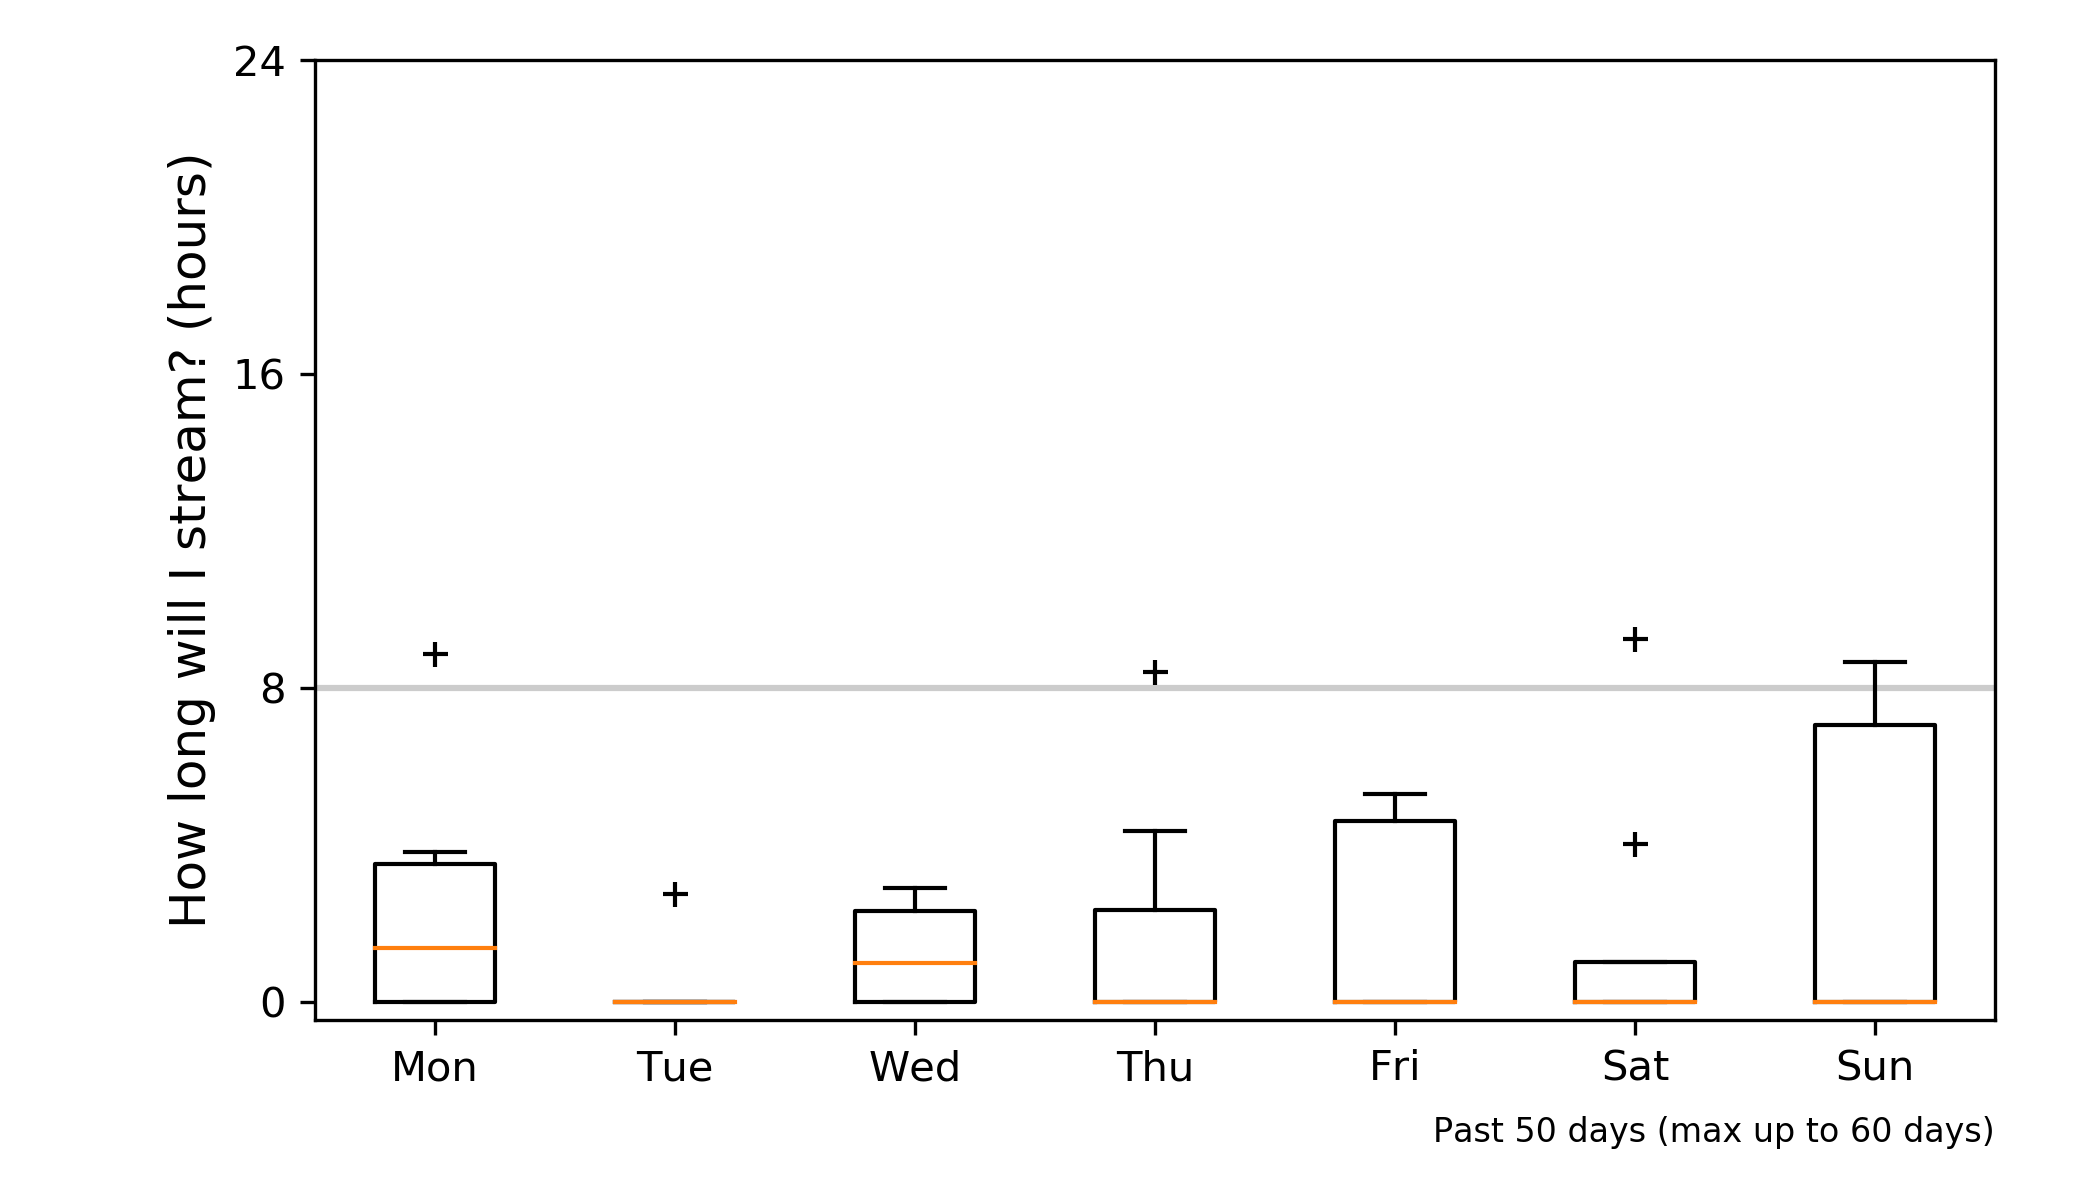 How long will I stream? (hours)
24
16
8
0
Mon Tue Wed Thu Fri Sat Sun
Past 50 days (max up to 60 days)